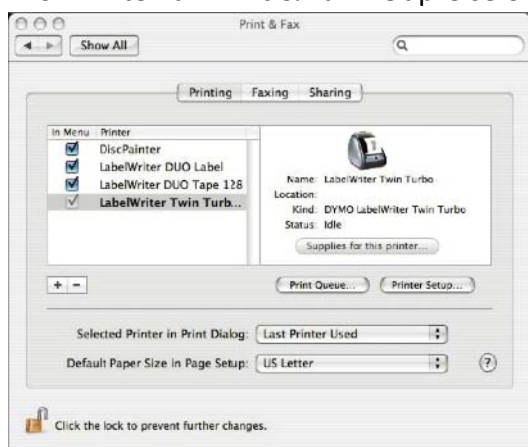 Print & Fax
Show All
Printing Faxing Sharing
In Menu Printer
DiscPainter
LabelWriter DUO Label
LabelWriter DUO Tape 128
LabelWriter Twin Turb...
Name: LabelWriter Twin Turbo
Location:
Kind: DYMO LabelWriter Twin Turbo
Status: Idle
Supplies for this printer...
+ -
Print Queue... Printer Setup...
Selected Printer in Print Dialog: Last Printer Used
Default Paper Size in Page Setup: US Letter
?
Click the lock to prevent further changes.